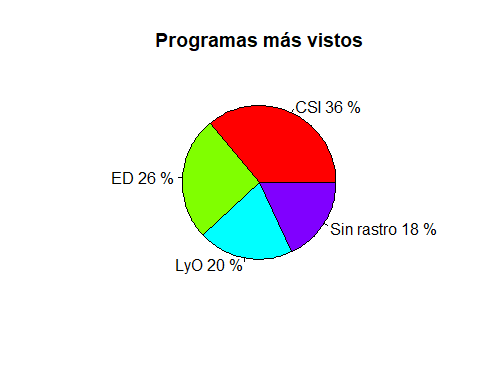 Programas más vistos
CSI 36 %
ED 26 %
LyO 20 %
Sin rastro 18 %